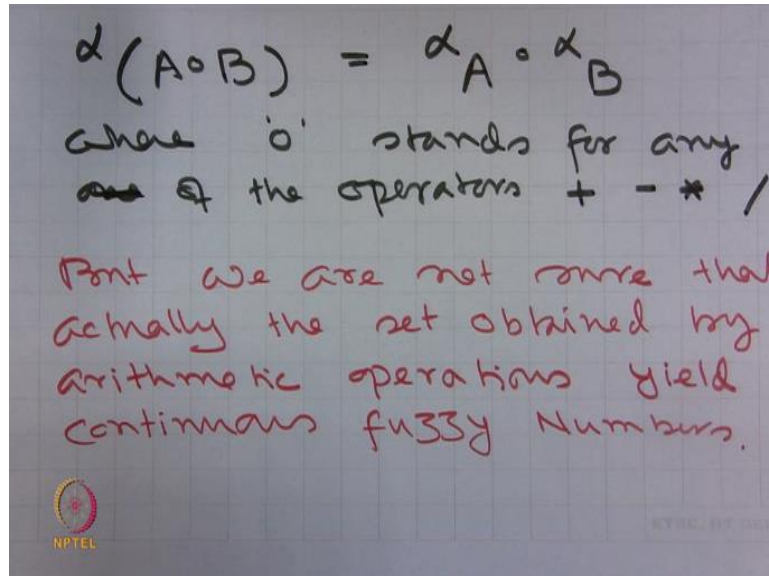 α(A∘B) = αA ∘ αB
where 'o' stands for any
of the operators + - * /
But we are not sure that
actually the set obtained by
arithmetic operations yield
continuous fuzzy Numbers.
NPTEL